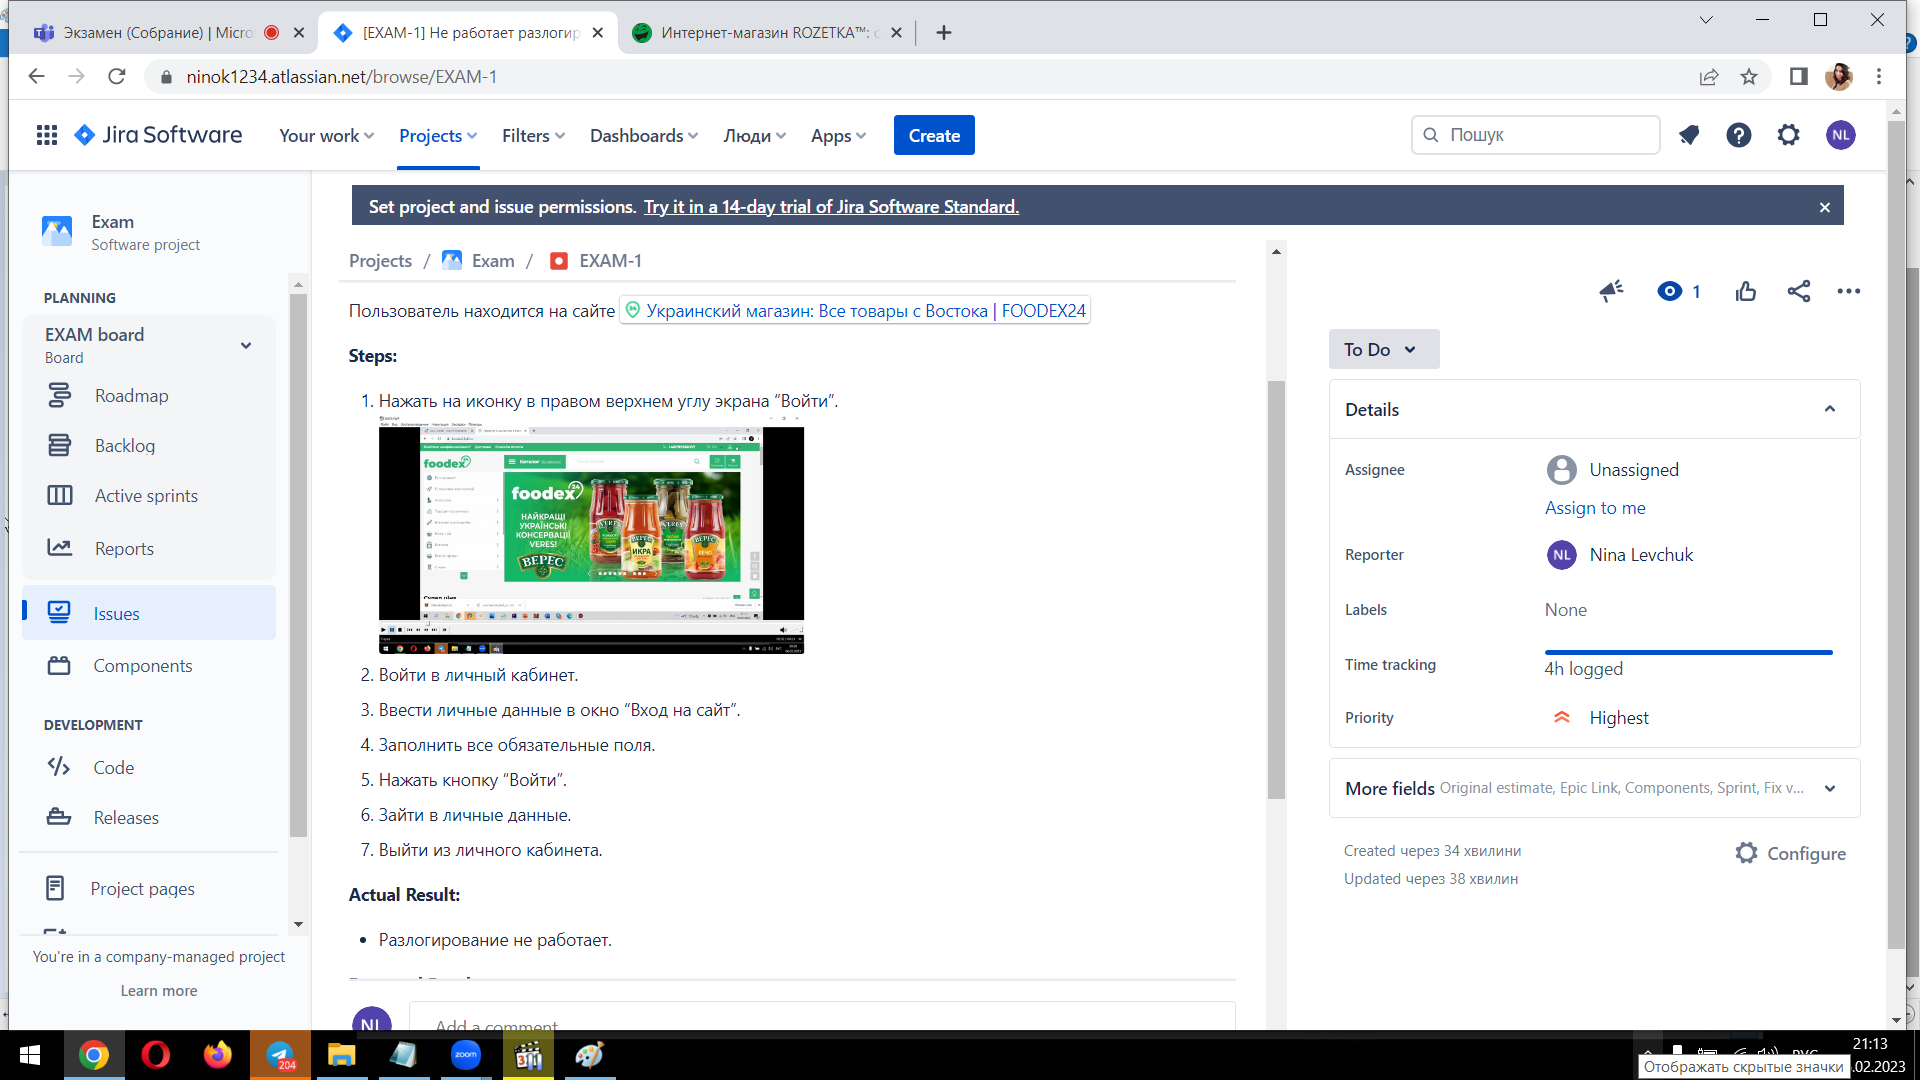 Экзамен (Собрание) | Micro
[EXAM-1] Не работает разлогир
Интернет-магазин ROZETKA™: с
ninok1234.atlassian.net/browse/EXAM-1
Jira Software
Your work
Projects
Filters
Dashboards
Люди
Apps
Create
Пошук
NL
Exam
Software project
Set project and issue permissions. Try it in a 14-day trial of Jira Software Standard.
PLANNING
EXAM board
Board
Roadmap
Backlog
Active sprints
Reports
Issues
Components
DEVELOPMENT
Code
Releases
Project pages
You're in a company-managed project
Learn more
Projects / Exam / EXAM-1
Пользователь находится на сайте Украинский магазин: Все товары с Востока | FOODEX24
Steps:
1. Нажать на иконку в правом верхнем углу экрана “Войти”.
foodex24
Каталог
foodex24
НАЙКРАЩІ
УКРАЇНСЬКІ
КОНСЕРВАЦІЇ
VERES!
ВЕРЕС
ИКРА
2. Войти в личный кабинет.
3. Ввести личные данные в окно “Вход на сайт”.
4. Заполнить все обязательные поля.
5. Нажать кнопку “Войти”.
6. Зайти в личные данные.
7. Выйти из личного кабинета.
Actual Result:
• Разлогирование не работает.
NL
Add a comment
1
To Do
Details
Assignee
Unassigned
Assign to me
Reporter
NL
Nina Levchuk
Labels
None
Time tracking
4h logged
Priority
Highest
More fields Original estimate, Epic Link, Components, Sprint, Fix v...
Created через 34 хвилини
Updated через 38 хвилин
Configure
204
zoom
РУС
21:13
.02.2023
Отображать скрытые значки